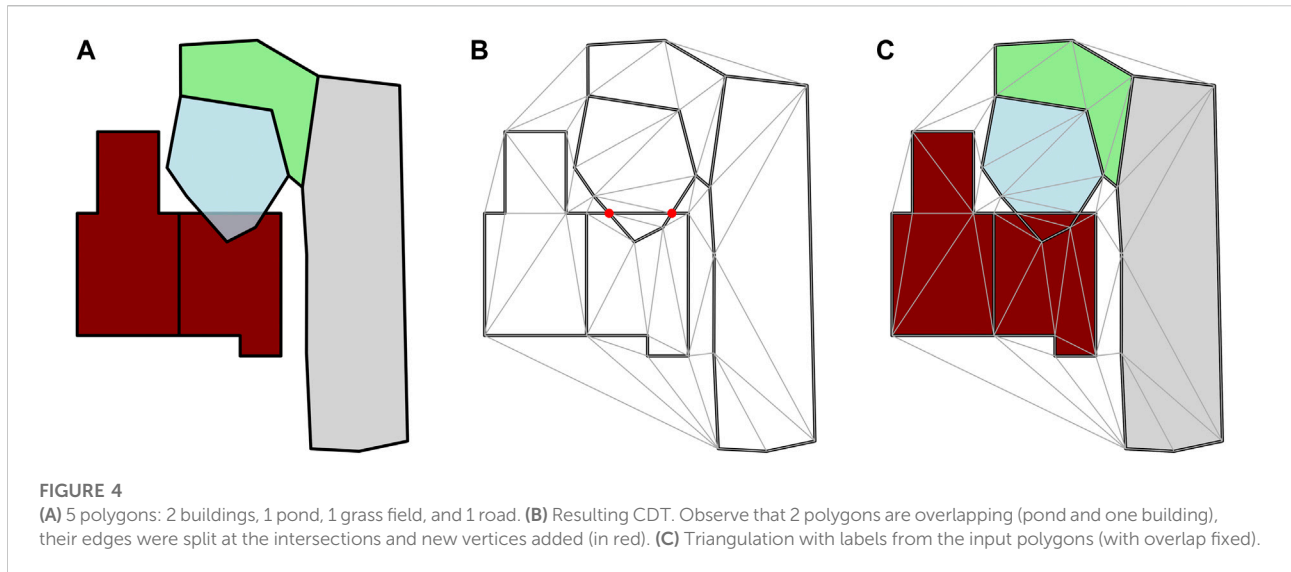 A
B
C
FIGURE 4
(A) 5 polygons: 2 buildings, 1 pond, 1 grass field, and 1 road. (B) Resulting CDT. Observe that 2 polygons are overlapping (pond and one building),
their edges were split at the intersections and new vertices added (in red). (C) Triangulation with labels from the input polygons (with overlap fixed).